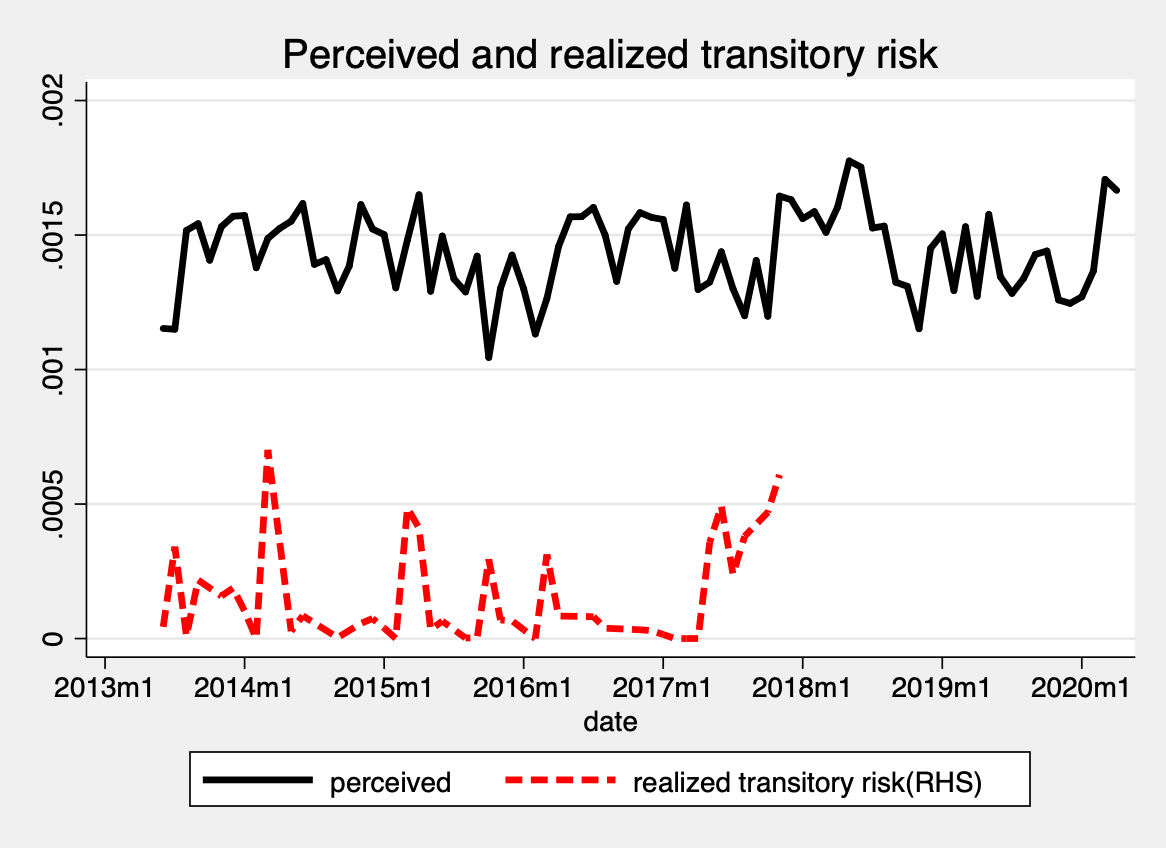 Perceived and realized transitory risk
.002
.0015
.001
.0005
0
2013m1 2014m1 2015m1 2016m1 2017m1 2018m1 2019m1 2020m1
date
perceived realized transitory risk(RHS)